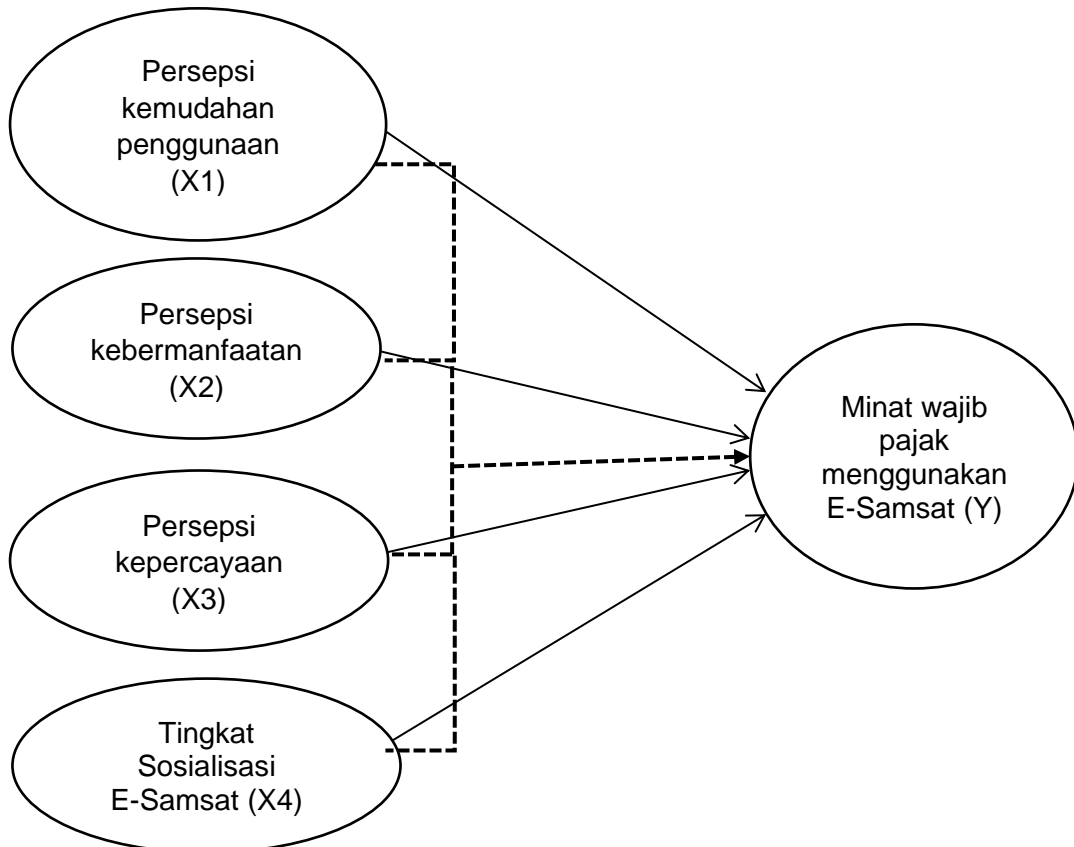 Persepsi
kemudahan
penggunaan
(X1)
Persepsi
kebermanfaatan
(X2)
Persepsi
kepercayaan
(X3)
Tingkat
Sosialisasi
E-Samsat (X4)
Minat wajib
pajak
menggunakan
E-Samsat (Y)